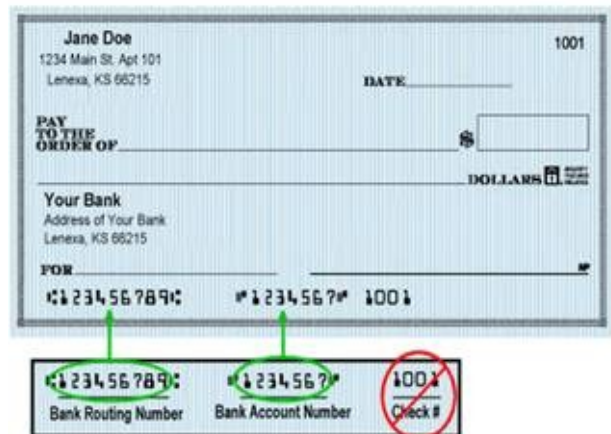 Jane Doe
1234 Main St. Apt 101
Lenexa, KS 66215
1001
DATE
PAY
TO THE
ORDER OF
$
DOLLARS
Your Bank
Address of Your Bank
Lenexa, KS 66215
FOR
MP
⑆123456789⑆ ⑈1234567⑈ 1001
⑆123456789⑆ ⑈1234567⑈ 1001
Bank Routing Number Bank Account Number Check #